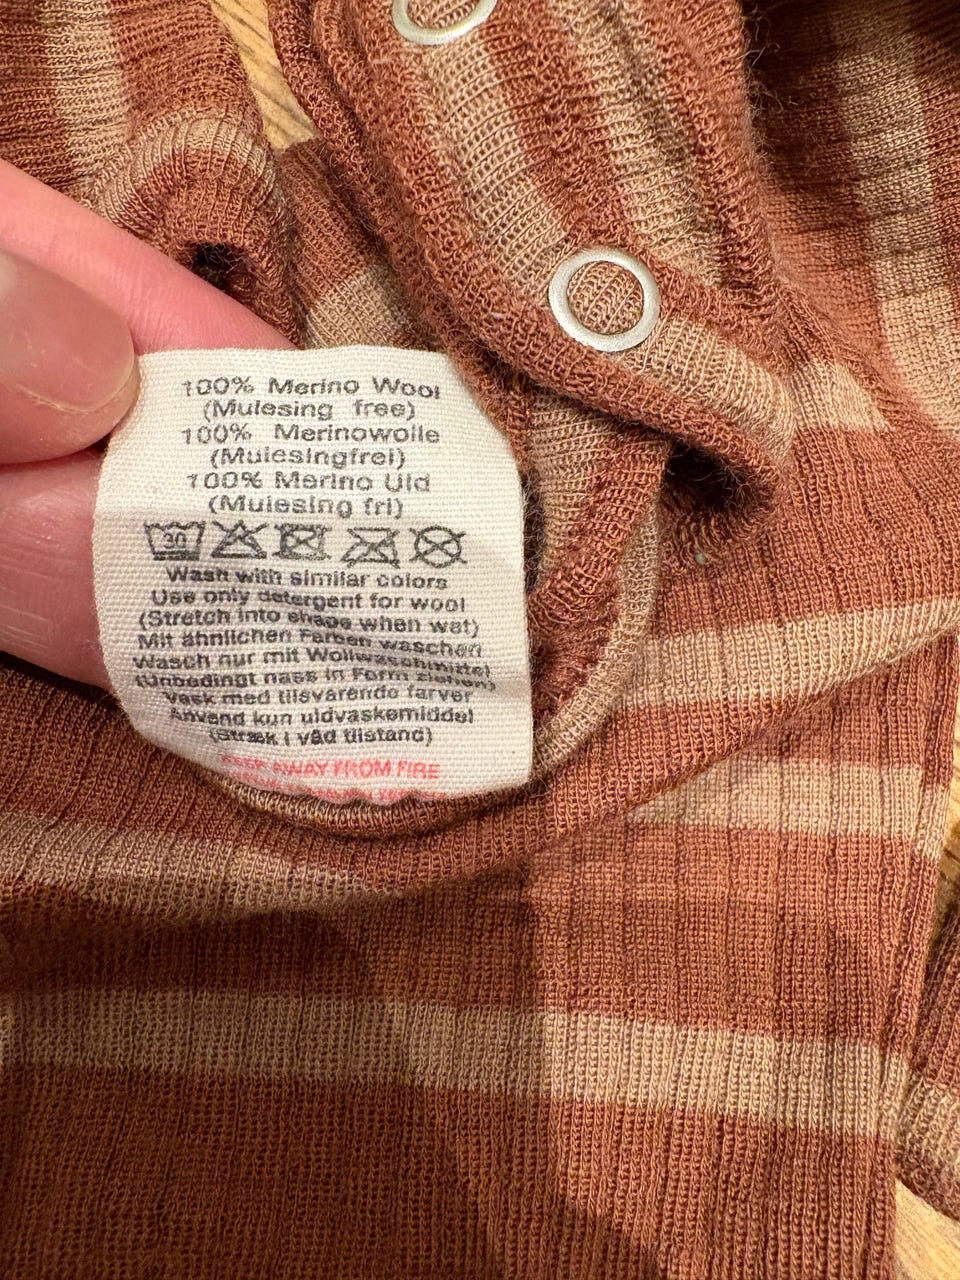 100% Merino Wool
(Mulesing free)
100% Merinowolle
(Mulesingfrei)
100% Merino Uld
(Mulesing fri)
30
Wash with similar colors
Use only detergent for wool
(Stretch into shape when wet)
Mit ähnlichen Farben waschen
Wasch nur mit Wollwaschmittel
(Unbedingt nass in Form ziehen)
Vask med tilsvarende farver
Anvend kun uldvaskemiddel
(Stræk i våd tilstand)
KEEP AWAY FROM FIRE